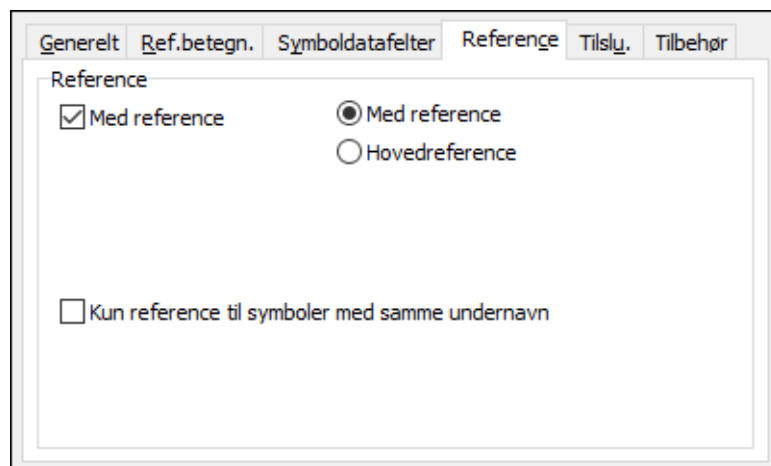 Generelt Ref.betegn. Symboldatafelter Reference Tilslu. Tilbehør
Reference
Med reference Med reference
Hovedreference
Kun reference til symboler med samme undernavn